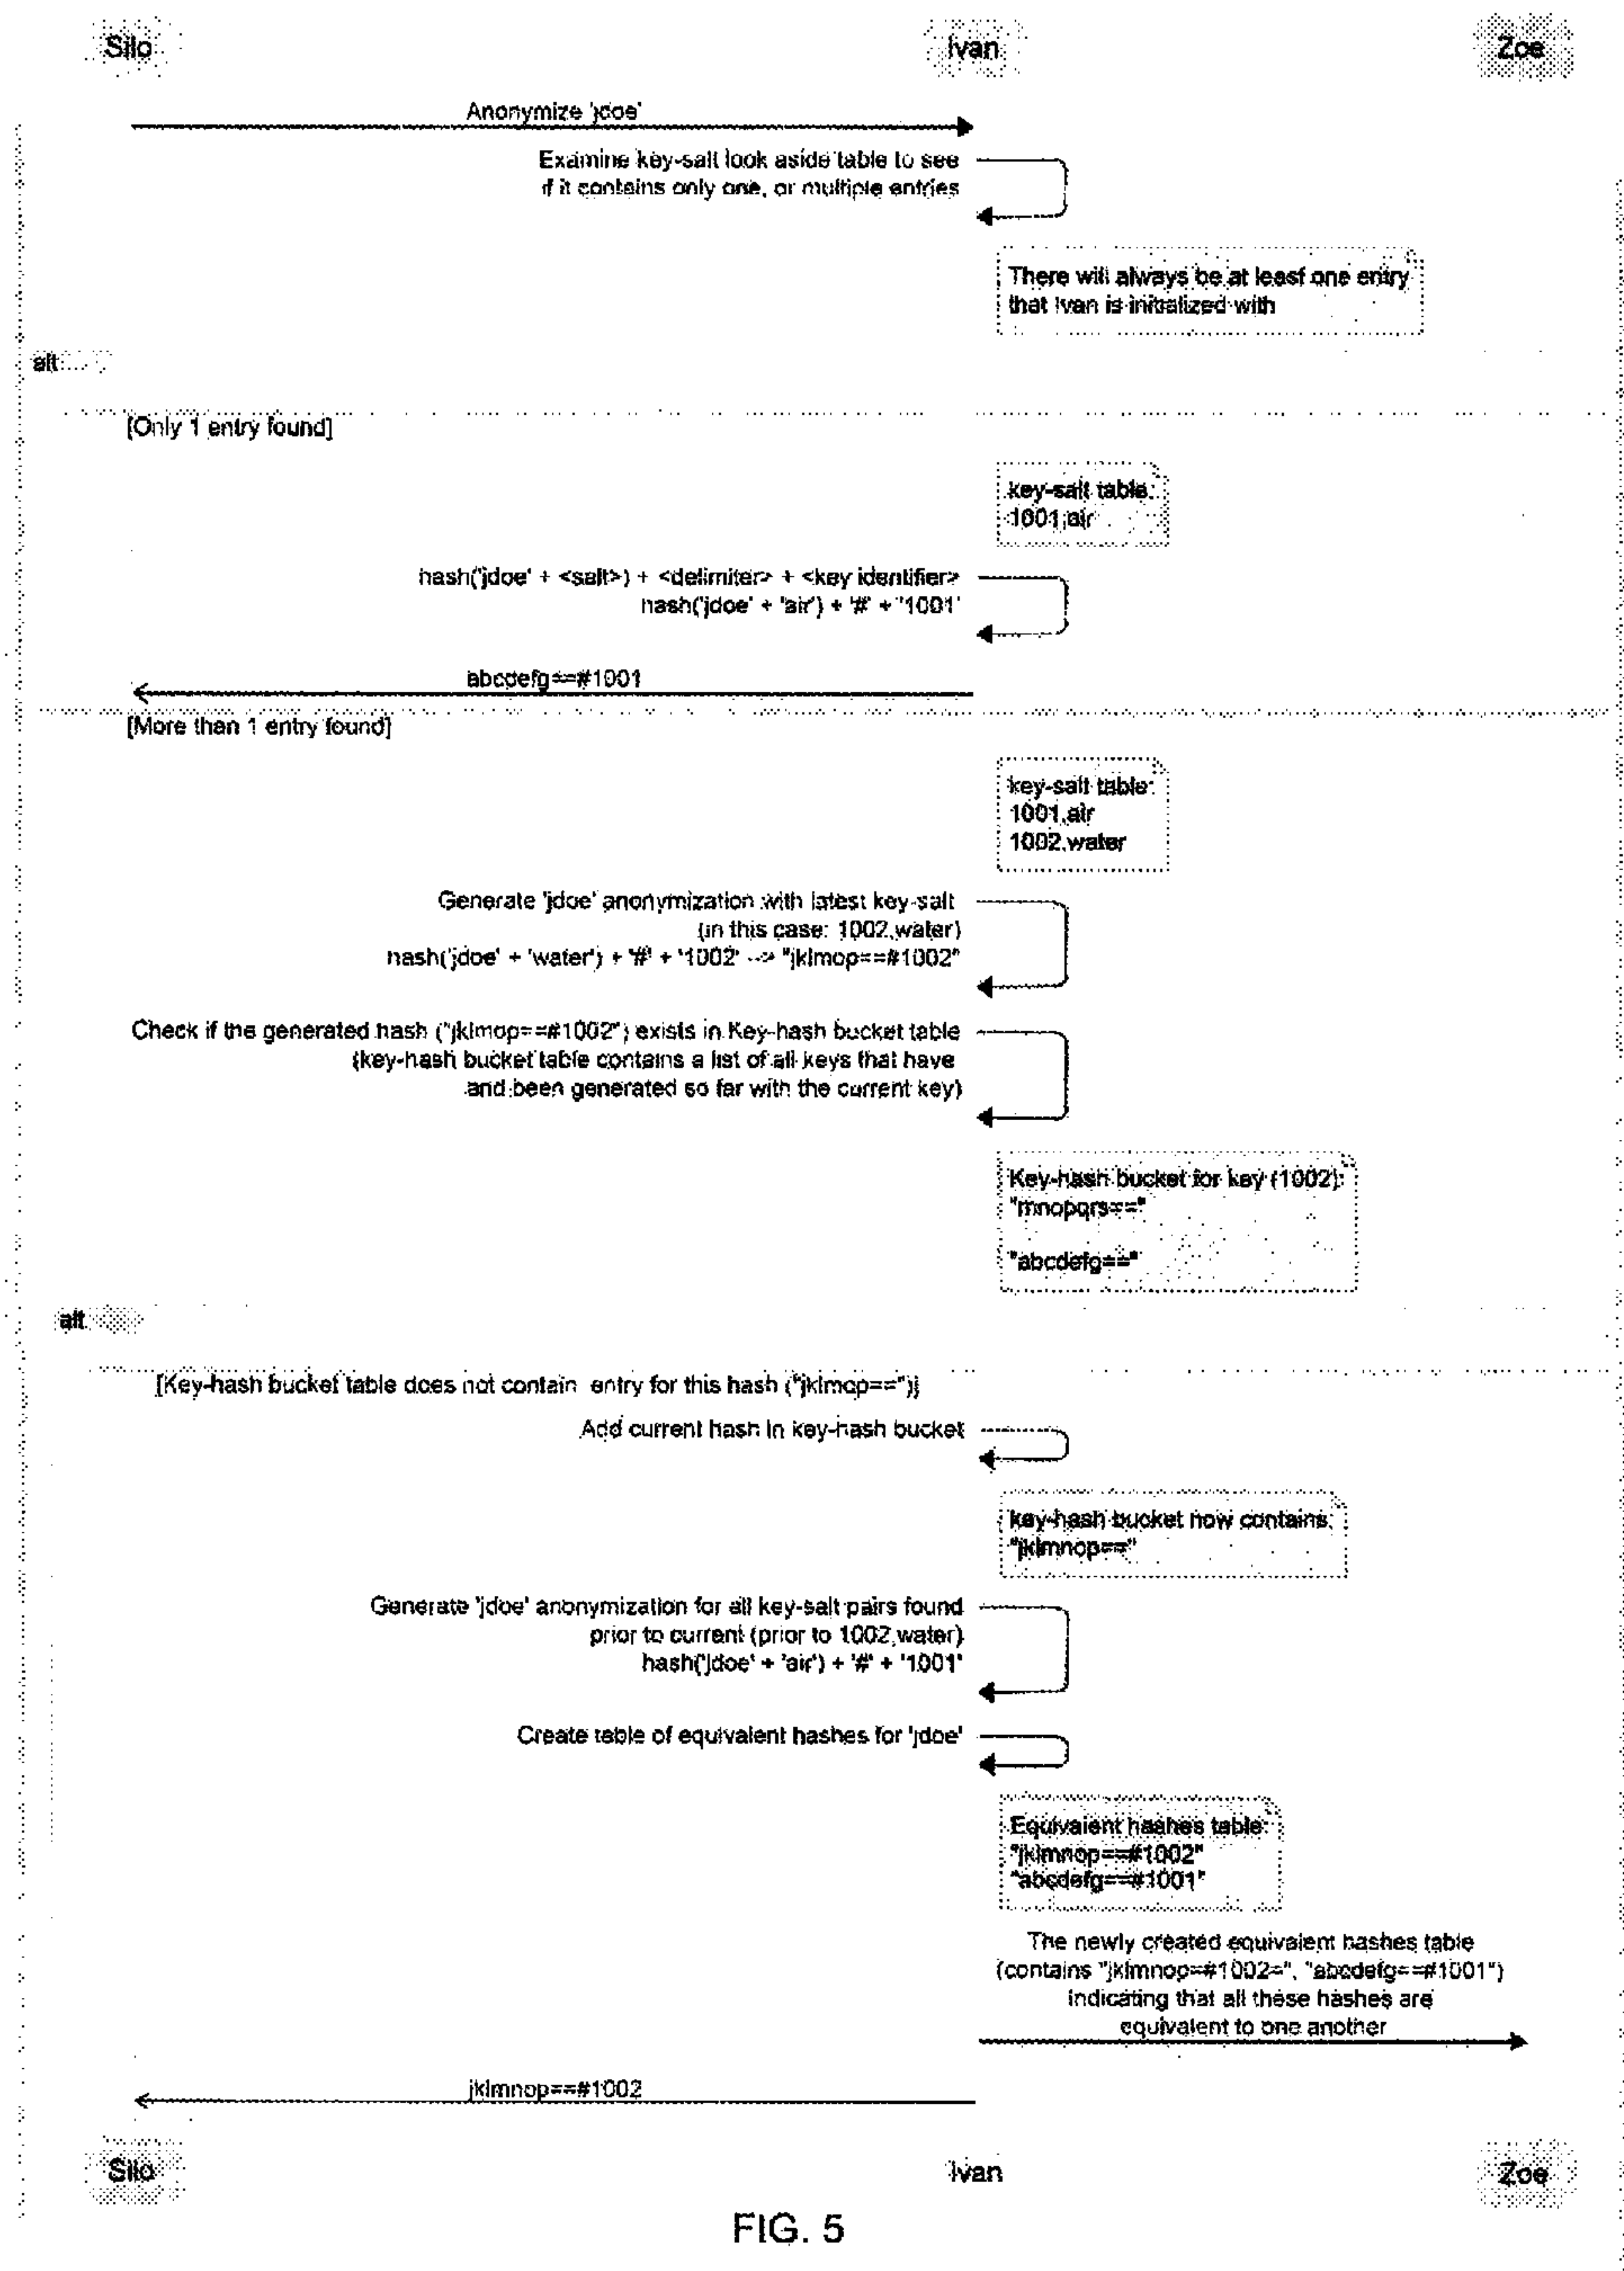 Silo Ivan Zoe
Anonymize 'jdoe'
Examine key-salt look aside table to see
if it contains only one, or multiple entries
There will always be at least one entry
that Ivan is initialized with
alt
[Only 1 entry found]
key-salt table:
1001,air
hash('jdoe' + <salt>) + <delimiter> + <key identifier>
hash('jdoe' + 'air') + '#' + '1001'
abcdefg==#1001
[More than 1 entry found]
key-salt table:
1001,air
1002,water
Generate 'jdoe' anonymization with latest key-salt
(in this case: 1002,water)
hash('jdoe' + 'water') + '#' + '1002' --> "jklmop==#1002"
Check if the generated hash ("jklmop==#1002") exists in Key-hash bucket table
(key-hash bucket table contains a list of all keys that have
and been generated so far with the current key)
Key-hash bucket for key (1002):
"mnopqrs=="
"abcdefg=="
alt
[Key-hash bucket table does not contain entry for this hash ("jklmop==")]
Add current hash in key-hash bucket
key-hash bucket now contains:
"jklmnop=="
Generate 'jdoe' anonymization for all key-salt pairs found
prior to current (prior to 1002,water)
hash('jdoe' + 'air') + '#' + '1001'
Create table of equivalent hashes for 'jdoe'
Equivalent hashes table:
"jklmnop==#1002"
"abcdefg==#1001"
The newly created equivalent hashes table
(contains "jklmnop=#1002=", "abcdefg==#1001")
indicating that all these hashes are
equivalent to one another
jklmnop==#1002
Silo Ivan Zoe
FIG. 5